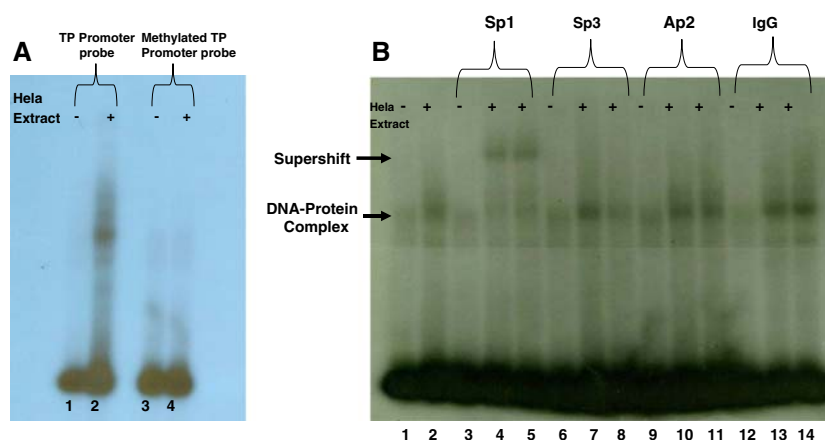 A
TP Promoter probe
Methylated TP Promoter probe
Hela Extract
- + - +
1 2 3 4
B
Sp1 Sp3 Ap2 IgG
Hela Extract
- + - + + - + + - + + - + +
Supershift
DNA-Protein Complex
1 2 3 4 5 6 7 8 9 10 11 12 13 14